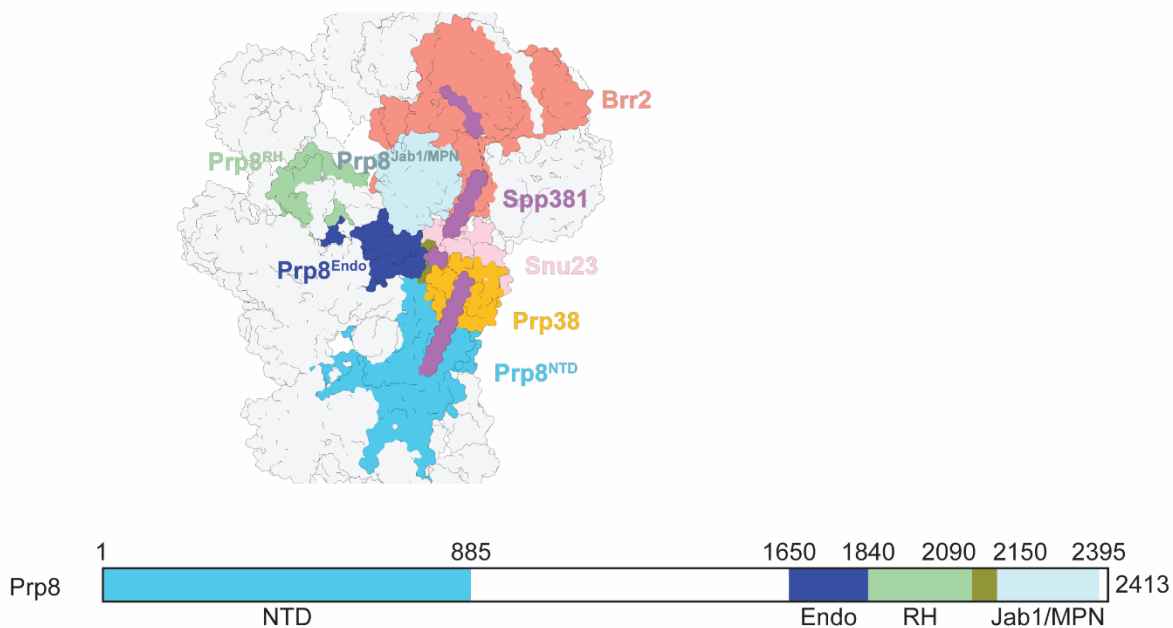 Brr2
Prp8RH
Prp8Jab1/MPN
Spp381
Prp8Endo
Snu23
Prp38
Prp8NTD
1 885 1650 1840 2090 2150 2395
Prp8 2413
NTD Endo RH Jab1/MPN